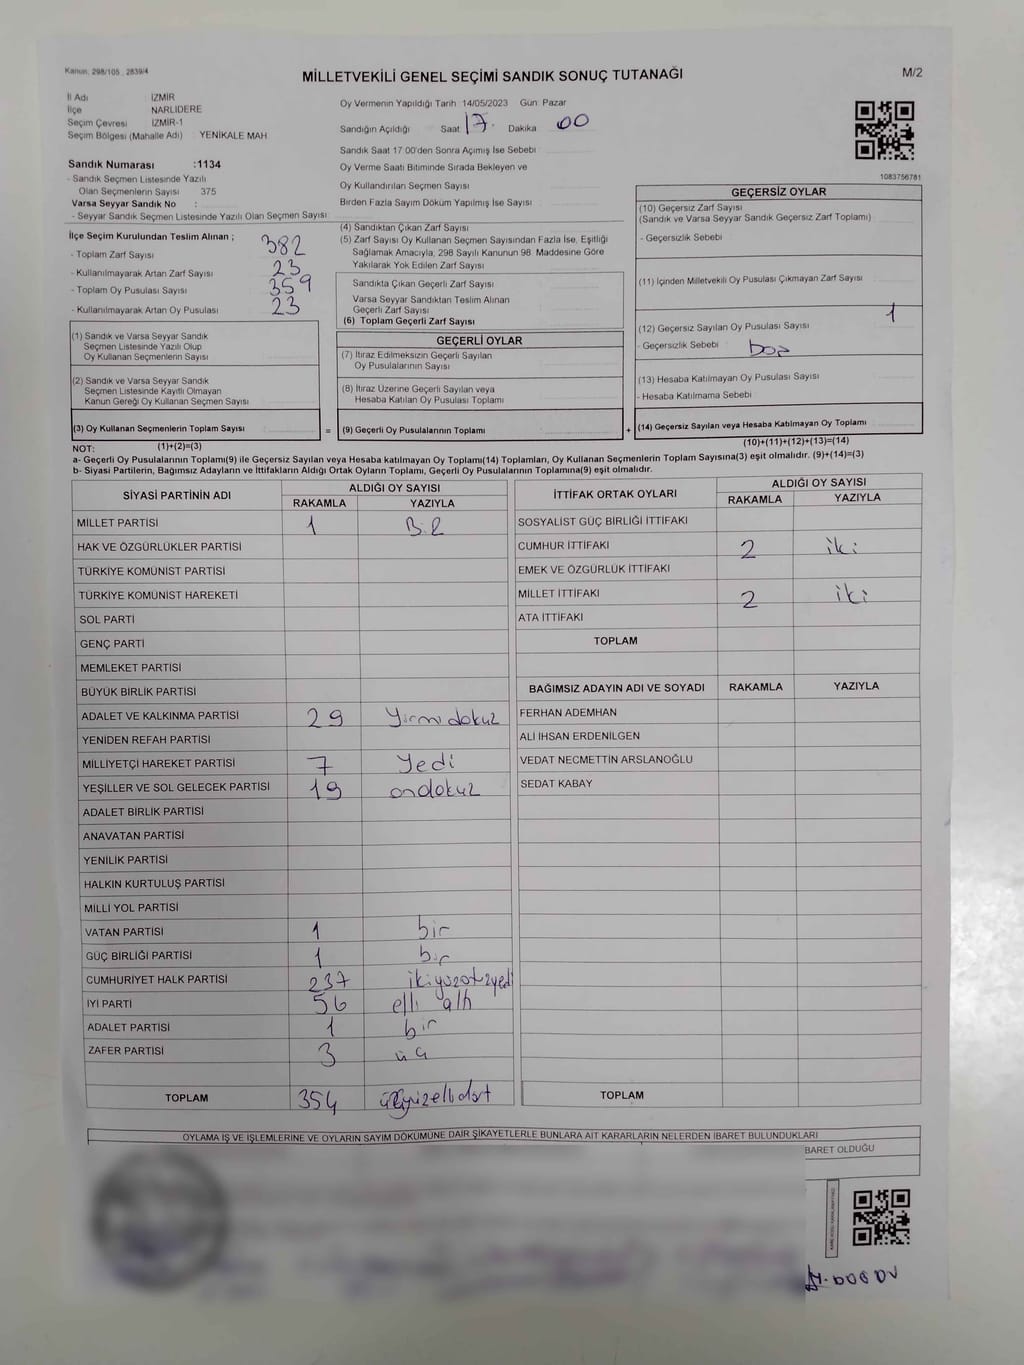 Kanun, 298/105 , 2839/4
MİLLETVEKİLİ GENEL SEÇİMİ SANDIK SONUÇ TUTANAĞI
M/2
İl Adı İZMİR
İlçe NARLIDERE
Seçim Çevresi İZMİR-1
Seçim Bölgesi (Mahalle Adı) YENİKALE MAH
Sandık Numarası :1134
- Sandık Seçmen Listesinde Yazılı
Olan Seçmenlerin Sayısı 375
Varsa Seyyar Sandık No :
- Seyyar Sandık Seçmen Listesinde Yazılı Olan Seçmen Sayısı
Oy Vermenin Yapıldığı Tarih 14/05/2023 Gün Pazar
Sandığın Açıldığı Saat 17 Dakika 00
Sandık Saat 17 00'den Sonra Açımış İse Sebebi
Oy Verme Saati Bitiminde Sırada Bekleyen ve
Oy Kullandırılan Seçmen Sayısı
Birden Fazla Sayım Döküm Yapılmış İse Sayısı
1083756781
İlçe Seçim Kurulundan Teslim Alınan ;
- Toplam Zarf Sayısı 382
- Kullanılmayarak Artan Zarf Sayısı 23
- Toplam Oy Pusulası Sayısı 359
- Kullanılmayarak Artan Oy Pusulası 23
(1) Sandık ve Varsa Seyyar Sandık
Seçmen Listesinde Yazılı Olup
Oy Kullanan Seçmenlerin Sayısı
(2) Sandık ve Varsa Seyyar Sandık
Seçmen Listesinde Kayıtlı Olmayan
Kanun Gereği Oy Kullanan Seçmen Sayısı
(3) Oy Kullanan Seçmenlerin Toplam Sayısı
(1)+(2)=(3)
(4) Sandıktan Çıkan Zarf Sayısı
(5) Zarf Sayısı Oy Kullanan Seçmen Sayısından Fazla İse, Eşitliği
Sağlamak Amacıyla, 298 Sayılı Kanunun 98. Maddesine Göre
Yakılarak Yok Edilen Zarf Sayısı
Sandıkta Çıkan Geçerli Zarf Sayısı
Varsa Seyyar Sandıktan Teslim Alınan
Geçerli Zarf Sayısı
(6) Toplam Geçerli Zarf Sayısı
GEÇERLİ OYLAR
(7) İtiraz Edilmeksizin Geçerli Sayılan
Oy Pusulalarının Sayısı
(8) İtiraz Üzerine Geçerli Sayılan veya
Hesaba Katılan Oy Pusulası Toplamı
= (9) Geçerli Oy Pusulalarının Toplamı
GEÇERSİZ OYLAR
(10) Geçersiz Zarf Sayısı
(Sandık ve Varsa Seyyar Sandık Geçersiz Zarf Toplamı)
- Geçersizlik Sebebi
(11) İçinden Milletvekili Oy Pusulası Çıkmayan Zarf Sayısı
(12) Geçersiz Sayılan Oy Pusulası Sayısı 1
- Geçersizlik Sebebi boş
(13) Hesaba Katılmayan Oy Pusulası Sayısı
- Hesaba Katılmama Sebebi
+ (14) Geçersiz Sayılan veya Hesaba Katılmayan Oy Toplamı
(10)+(11)+(12)+(13)=(14)
NOT:
a- Geçerli Oy Pusulalarının Toplamı(9) ile Geçersiz Sayılan veya Hesaba katılmayan Oy Toplamı(14) Toplamları, Oy Kullanan Seçmenlerin Toplam Sayısına(3) eşit olmalıdır. (9)+(14)=(3)
b- Siyasi Partilerin, Bağımsız Adayların ve İttifakların Aldığı Ortak Oyların Toplamı, Geçerli Oy Pusulalarının Toplamına(9) eşit olmalıdır.
SİYASİ PARTİNİN ADI ALDIĞI OY SAYISI
RAKAMLA YAZIYLA
MİLLET PARTİSİ 1 Bir
HAK VE ÖZGÜRLÜKLER PARTİSİ
TÜRKİYE KOMÜNİST PARTİSİ
TÜRKİYE KOMÜNİST HAREKETİ
SOL PARTİ
GENÇ PARTİ
MEMLEKET PARTİSİ
BÜYÜK BİRLİK PARTİSİ
ADALET VE KALKINMA PARTİSİ 29 Yirmidokuz
YENİDEN REFAH PARTİSİ
MİLLİYETÇİ HAREKET PARTİSİ 7 Yedi
YEŞİLLER VE SOL GELECEK PARTİSİ 19 ondokuz
ADALET BİRLİK PARTİSİ
ANAVATAN PARTİSİ
YENİLİK PARTİSİ
HALKIN KURTULUŞ PARTİSİ
MİLLİ YOL PARTİSİ
VATAN PARTİSİ 1 bir
GÜÇ BİRLİĞİ PARTİSİ 1 bir
CUMHURİYET HALK PARTİSİ 237 ikiyüzotuzyedi
İYİ PARTİ 56 elli altı
ADALET PARTİSİ 1 bir
ZAFER PARTİSİ 3 üç
TOPLAM 354 üçyüzellidört
İTTİFAK ORTAK OYLARI ALDIĞI OY SAYISI
RAKAMLA YAZIYLA
SOSYALİST GÜÇ BİRLİĞİ İTTİFAKI
CUMHUR İTTİFAKI 2 iki
EMEK VE ÖZGÜRLÜK İTTİFAKI
MİLLET İTTİFAKI 2 iki
ATA İTTİFAKI
TOPLAM
BAĞIMSIZ ADAYIN ADI VE SOYADI RAKAMLA YAZIYLA
FERHAN ADEMHAN
ALİ İHSAN ERDENİLGEN
VEDAT NECMETTİN ARSLANOĞLU
SEDAT KABAY
TOPLAM
OYLAMA İŞ VE İŞLEMLERİNE VE OYLARIN SAYIM DÖKÜMÜNE DAİR ŞİKAYETLERLE BUNLARA AİT KARARLARIN NELERDEN İBARET BULUNDUKLARI
BARET OLDUĞU